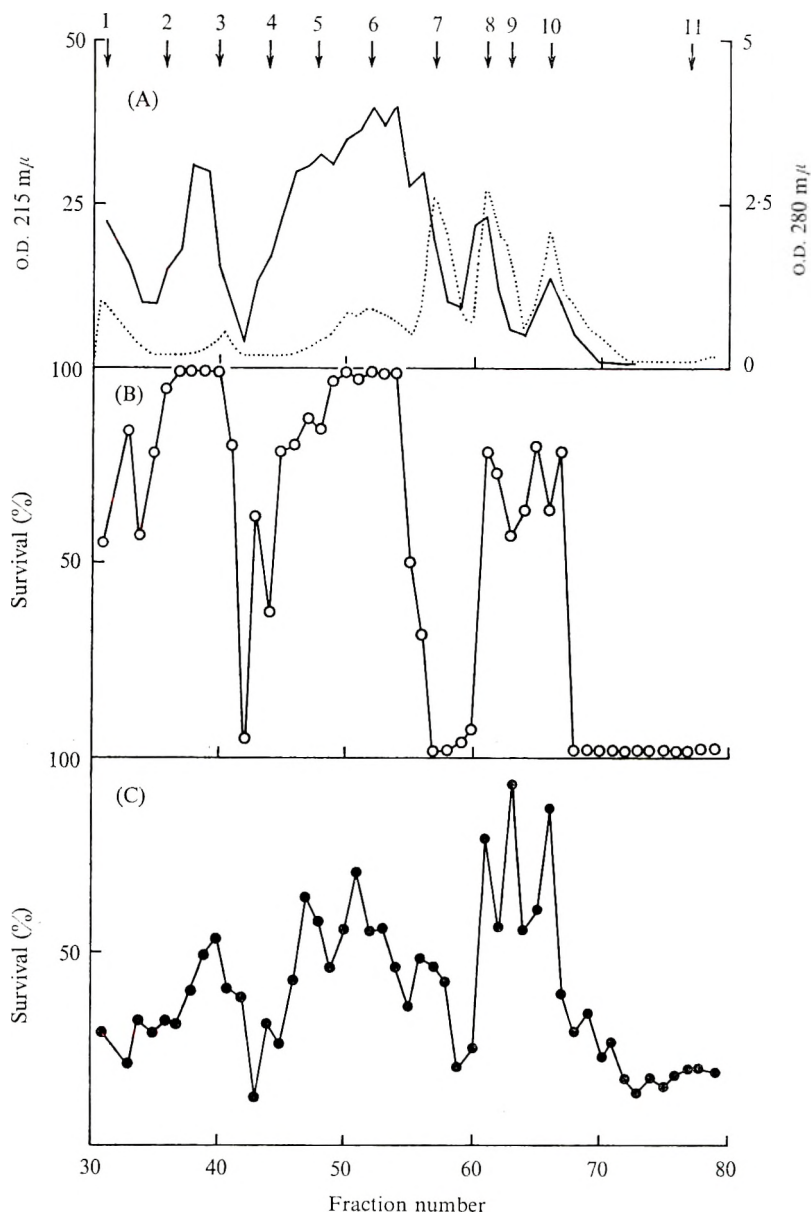 1 2 3 4 5 6 7 8 9 10 11
50 5
(A)
O.D. 215 mμ
25 2·5
O.D. 280 mμ
0
100
(B)
Survival (%)
50
100
(C)
Survival (%)
50
30 40 50 60 70 80
Fraction number